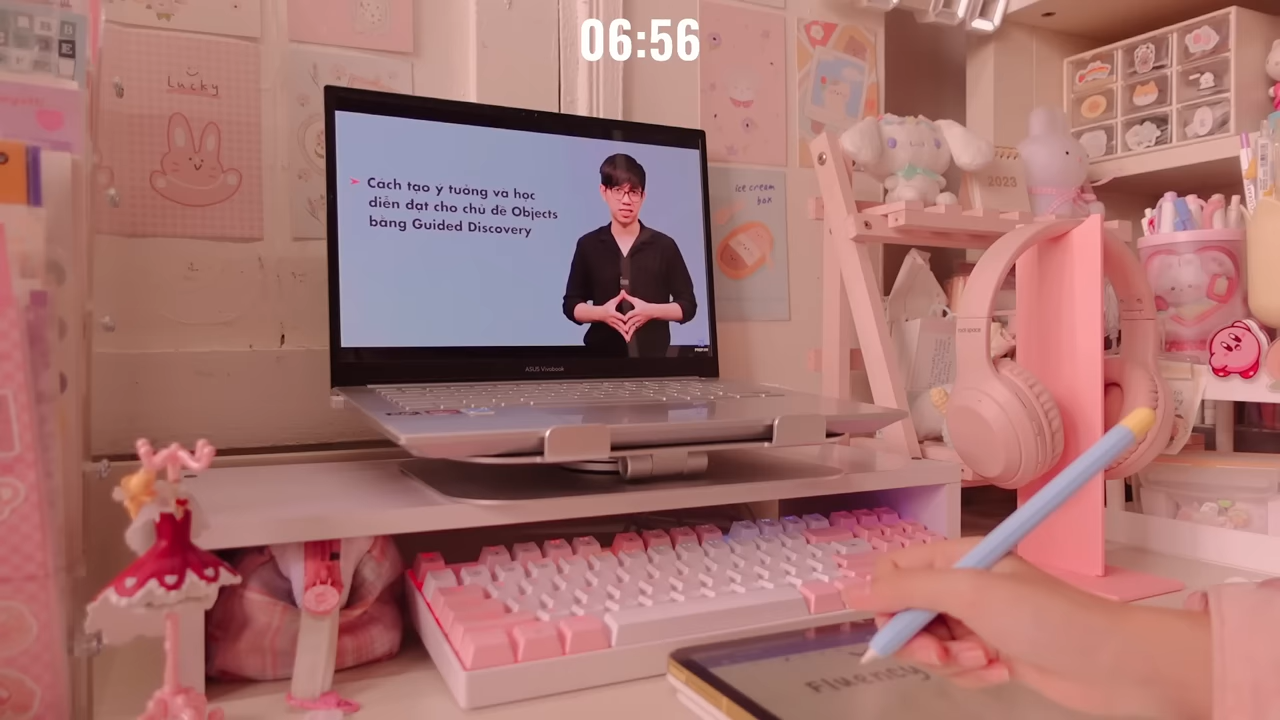 06:56
Lucky
Cách tạo ý tưởng và học
diễn đạt cho chủ đề Objects
bằng Guided Discovery
ice cream
bar
2023
ASUS Vivobook
Fluency